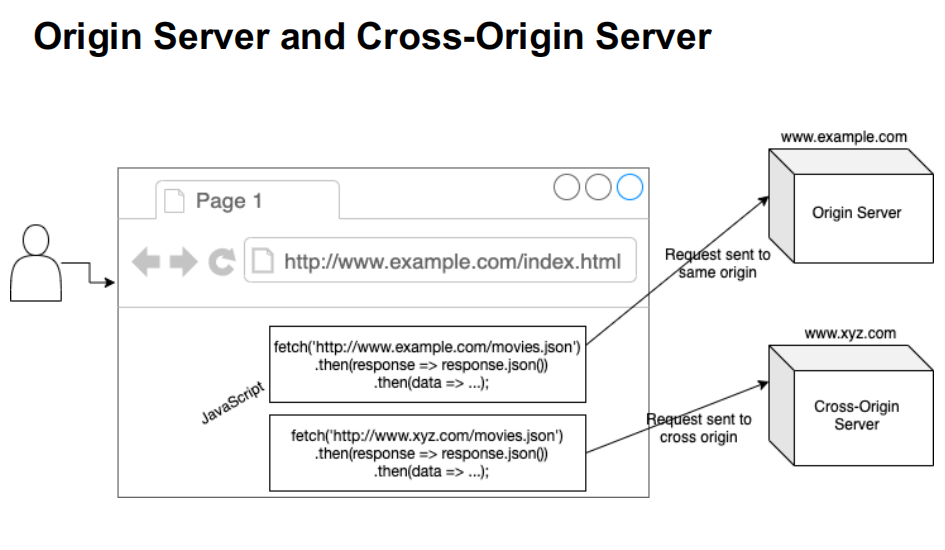 Origin Server and Cross-Origin Server
www.example.com
Page 1
Origin Server
http://www.example.com/index.html
Request sent to
same origin
www.xyz.com
fetch('http://www.example.com/movies.json')
.then(response => response.json())
.then(data => ...);
JavaScript
Cross-Origin
Server
Request sent to
cross origin
fetch('http://www.xyz.com/movies.json')
.then(response => response.json())
.then(data => ...);